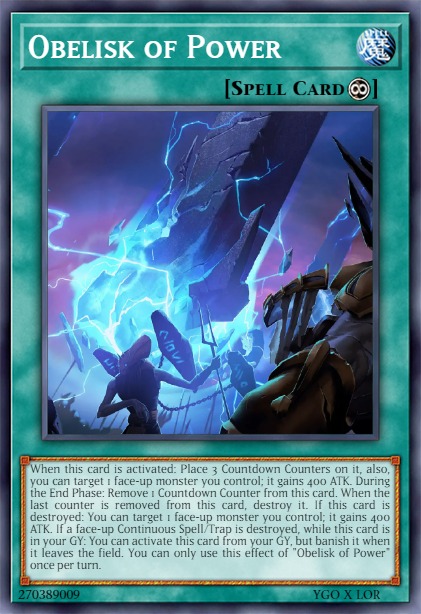 OBELISK OF POWER
[SPELL CARD]
When this card is activated: Place 3 Countdown Counters on it, also,
you can target 1 face-up monster you control; it gains 400 ATK. During
the End Phase: Remove 1 Countdown Counter from this card. When the
last counter is removed from this card, destroy it. If this card is
destroyed: You can target 1 face-up monster you control; it gains 400
ATK. If a face-up Continuous Spell/Trap is destroyed, while this card is
in your GY: You can activate this card from your GY, but banish it when
it leaves the field. You can only use this effect of "Obelisk of Power"
once per turn.
270389009
YGO X LOR